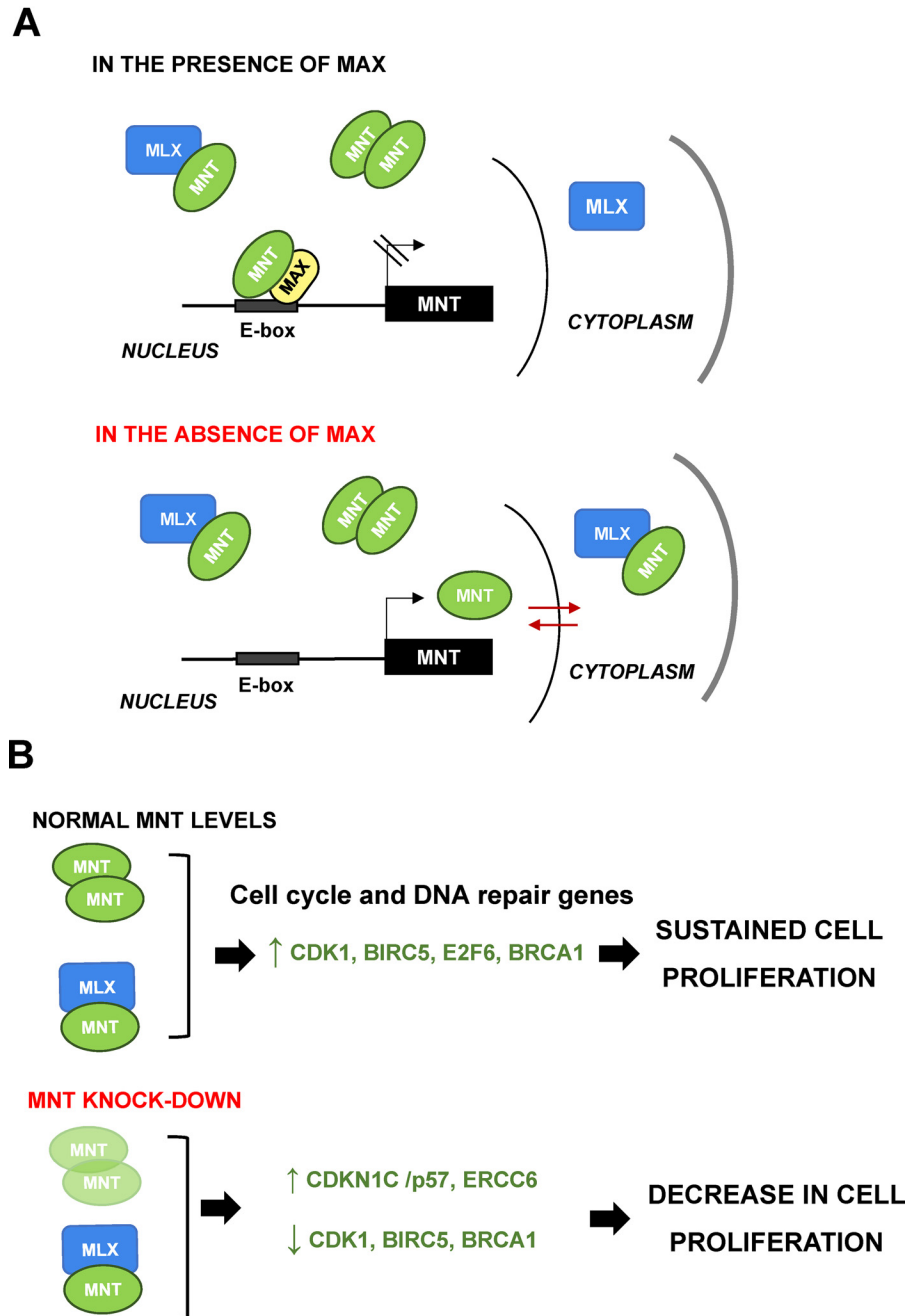 A
IN THE PRESENCE OF MAX
MLX
MNT
MNT
MNT
MLX
MNT
MAX
MNT
E-box
NUCLEUS
CYTOPLASM
IN THE ABSENCE OF MAX
MLX
MNT
MNT
MNT
MLX
MNT
MNT
MNT
E-box
NUCLEUS
CYTOPLASM
B
NORMAL MNT LEVELS
MNT
MNT
MLX
MNT
Cell cycle and DNA repair genes
↑ CDK1, BIRC5, E2F6, BRCA1
SUSTAINED CELL
PROLIFERATION
MNT KNOCK-DOWN
MNT
MNT
MLX
MNT
↑ CDKN1C /p57, ERCC6
↓ CDK1, BIRC5, BRCA1
DECREASE IN CELL
PROLIFERATION